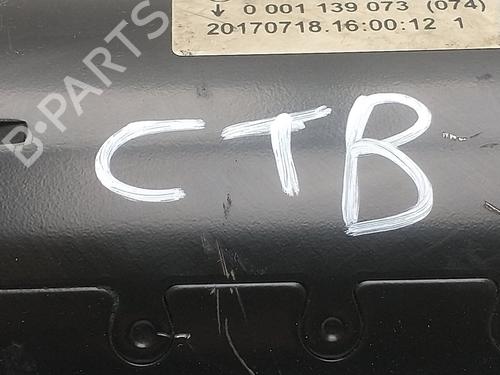 ↓ 0 001 139 073 (074)
20170718.16:00:12 1
CTB
B-PARTS